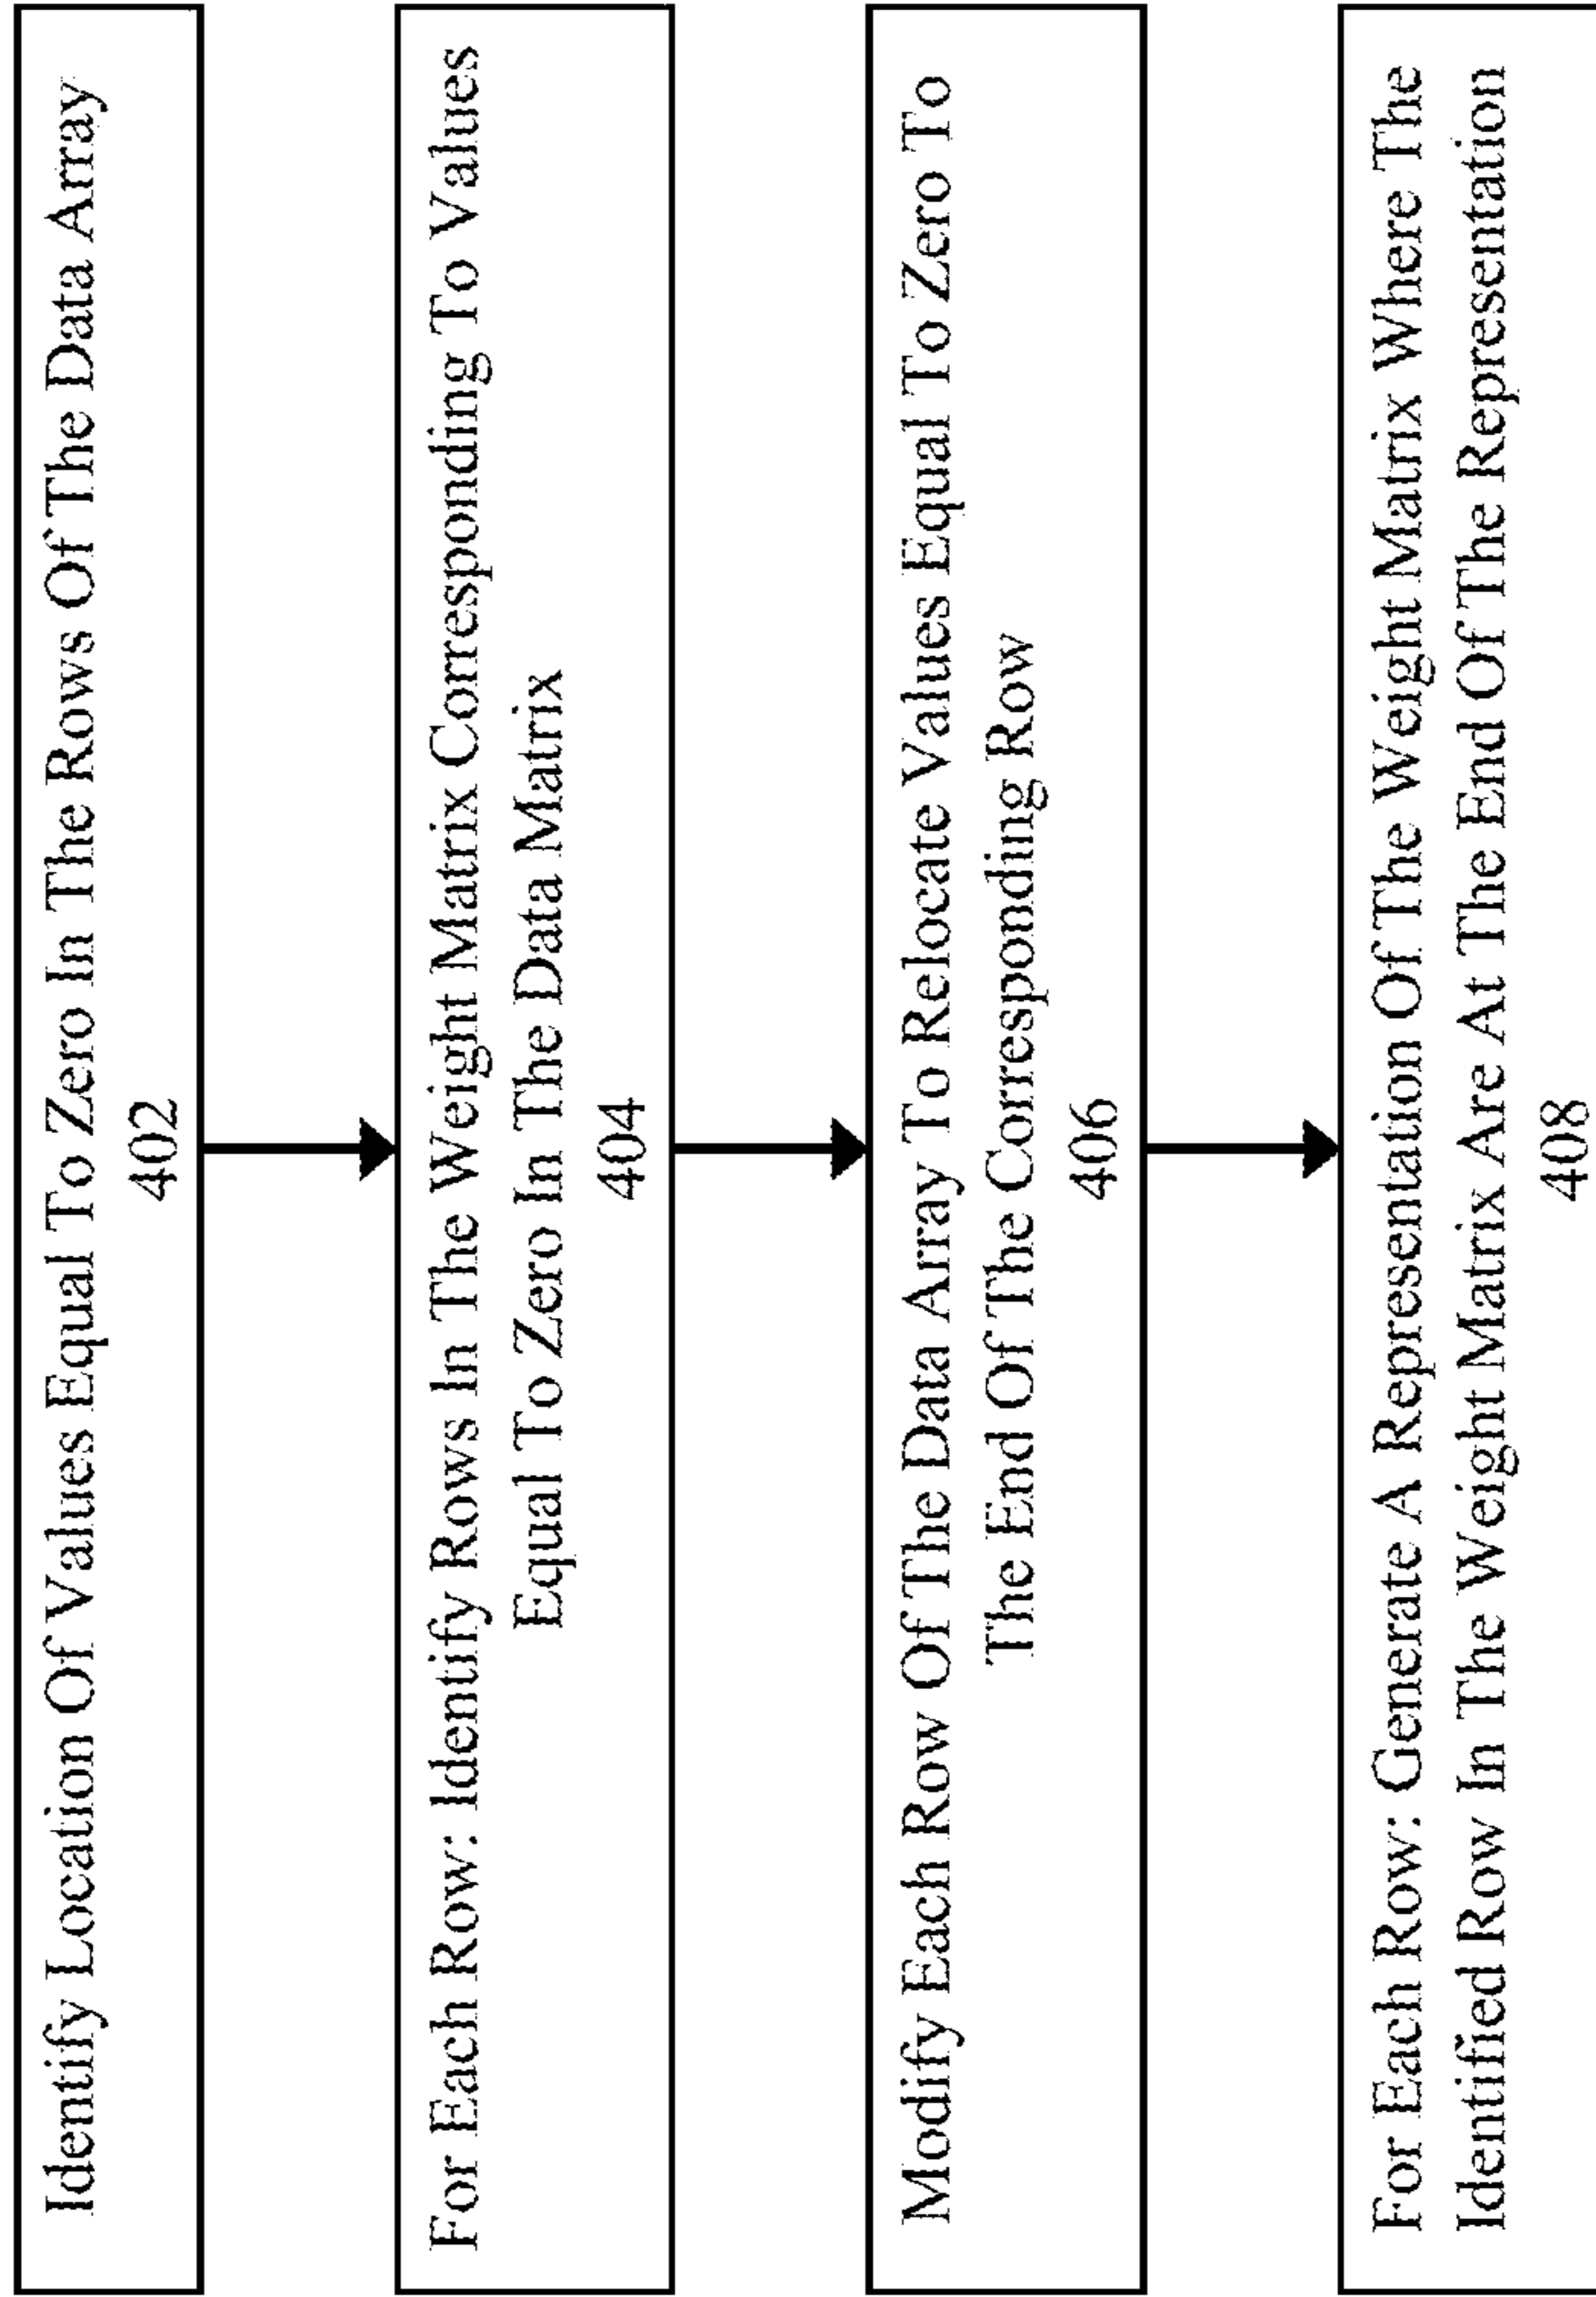 Identify Location Of Values Equal To Zero In The Rows Of The Data Array
402
For Each Row: Identify Rows In The Weight Matrix Corresponding To Values
Equal To Zero In The Data Matrix
404
Modify Each Row Of The Data Array To Relocate Values Equal To Zero To
The End Of The Corresponding Row
406
For Each Row: Generate A Representation Of The Weight Matrix Where The
Identified Row In The Weight Matrix Are At The End Of The Representation
408